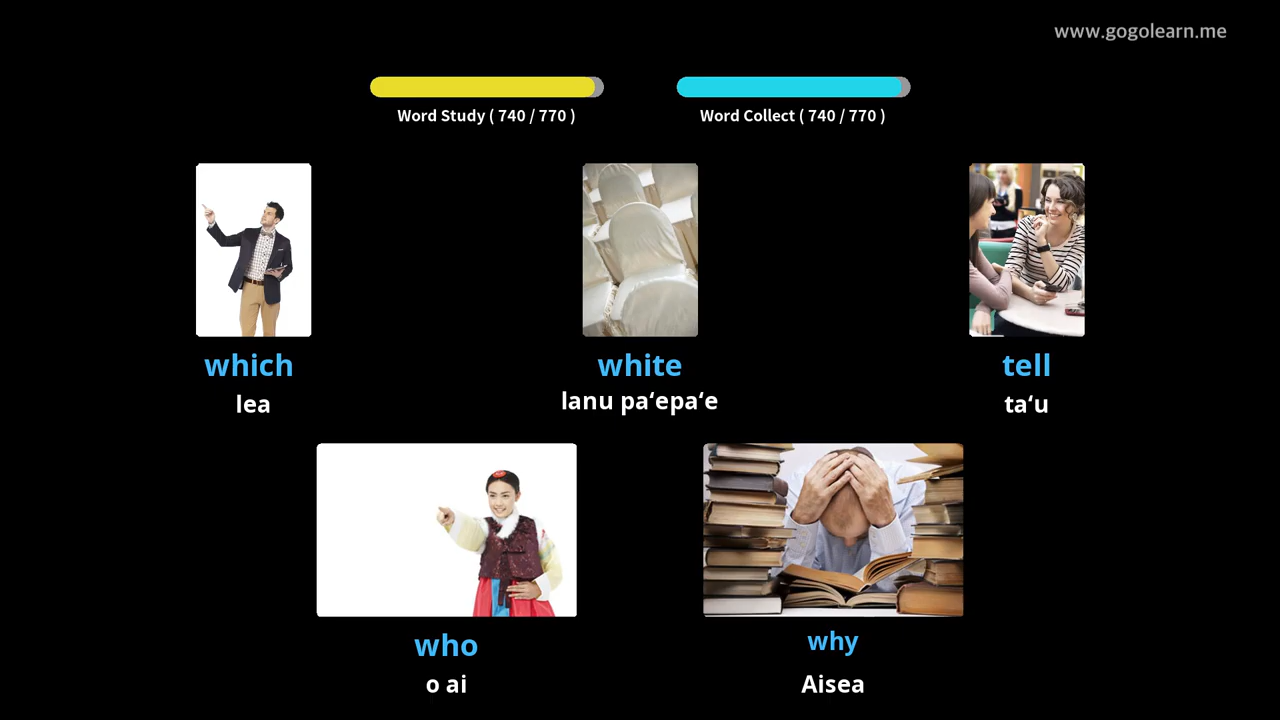 www.gogolearn.me
Word Study ( 740 / 770 )
Word Collect ( 740 / 770 )
which
white
tell
lea
lanu paʻepaʻe
taʻu
who
why
o ai
Aisea